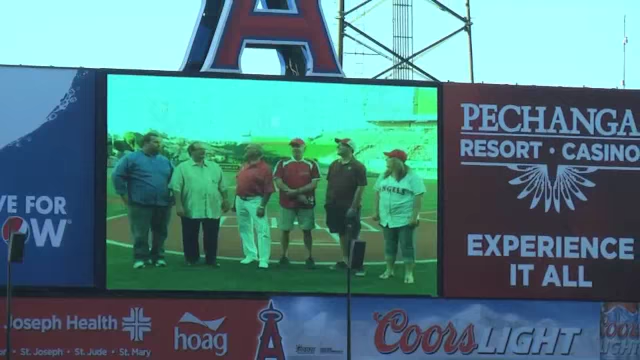 A
PECHANGA
RESORT • CASINO
EXPERIENCE
IT ALL
VE FOR
OW
ANGELS
Joseph Health
• St. Joseph • St. Jude • St. Mary
hoag
A
Coors LIGHT
Coors